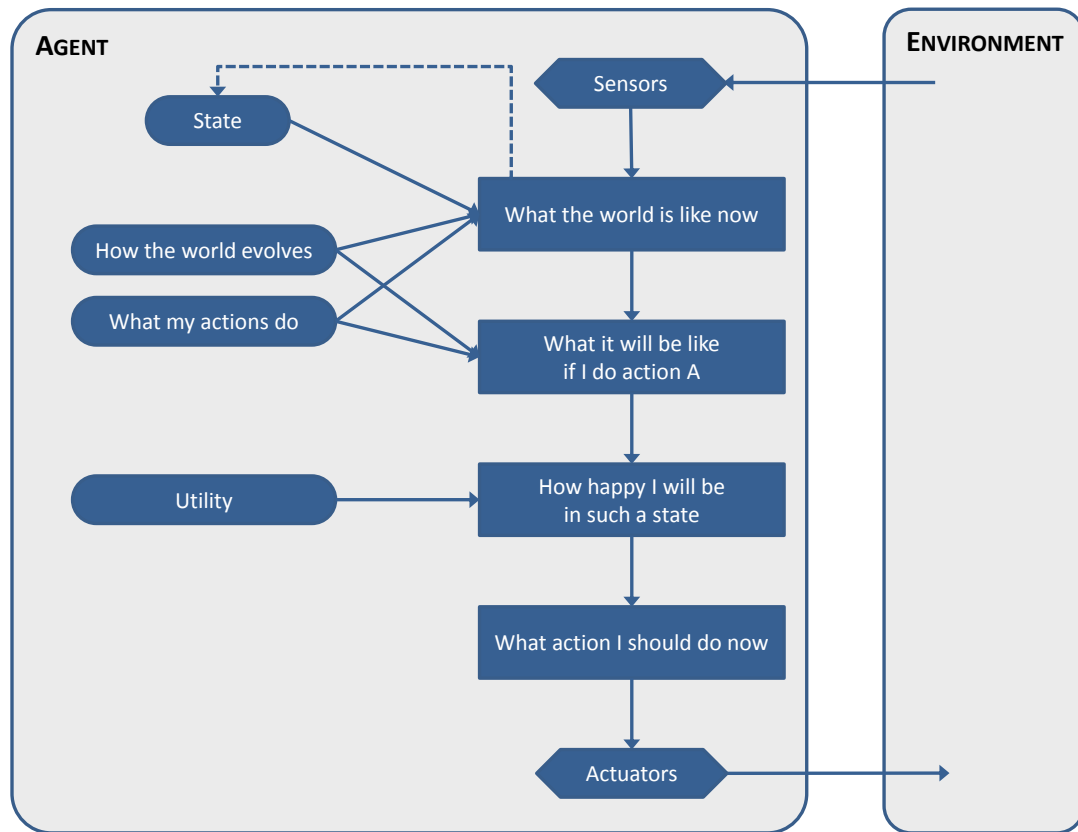 AGENT
ENVIRONMENT
Sensors
State
What the world is like now
How the world evolves
What my actions do
What it will be like
if I do action A
How happy I will be
in such a state
Utility
What action I should do now
Actuators